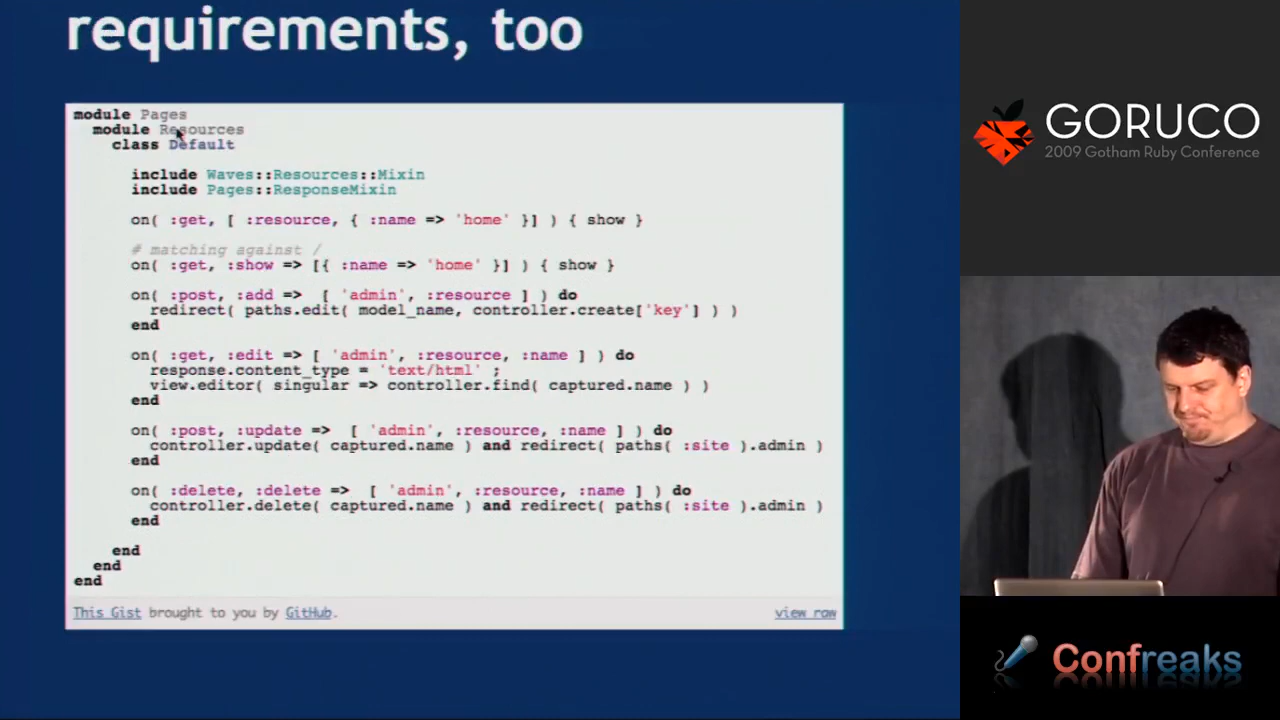 requirements, too
module Pages
module Resources
class Default
include Waves::Resources::Mixin
include Pages::ResponseMixin
on( :get, [ :resource, { :name => 'home' }] ) { show }
# matching against /
on( :get, :show => [{ :name => 'home' }] ) { show }
on( :post, :add => [ 'admin', :resource ] ) do
redirect( paths.edit( model_name, controller.create['key'] ) )
end
on( :get, :edit => [ 'admin', :resource, :name ] ) do
response.content_type = 'text/html' ;
view.editor( singular => controller.find( captured.name ) )
end
on( :post, :update => [ 'admin', :resource, :name ] ) do
controller.update( captured.name ) and redirect( paths( :site ).admin )
end
on( :delete, :delete => [ 'admin', :resource, :name ] ) do
controller.delete( captured.name ) and redirect( paths( :site ).admin )
end
end
end
end
This Gist brought to you by GitHub.
view raw
GORUCO
2009 Gotham Ruby Conference
Confreaks